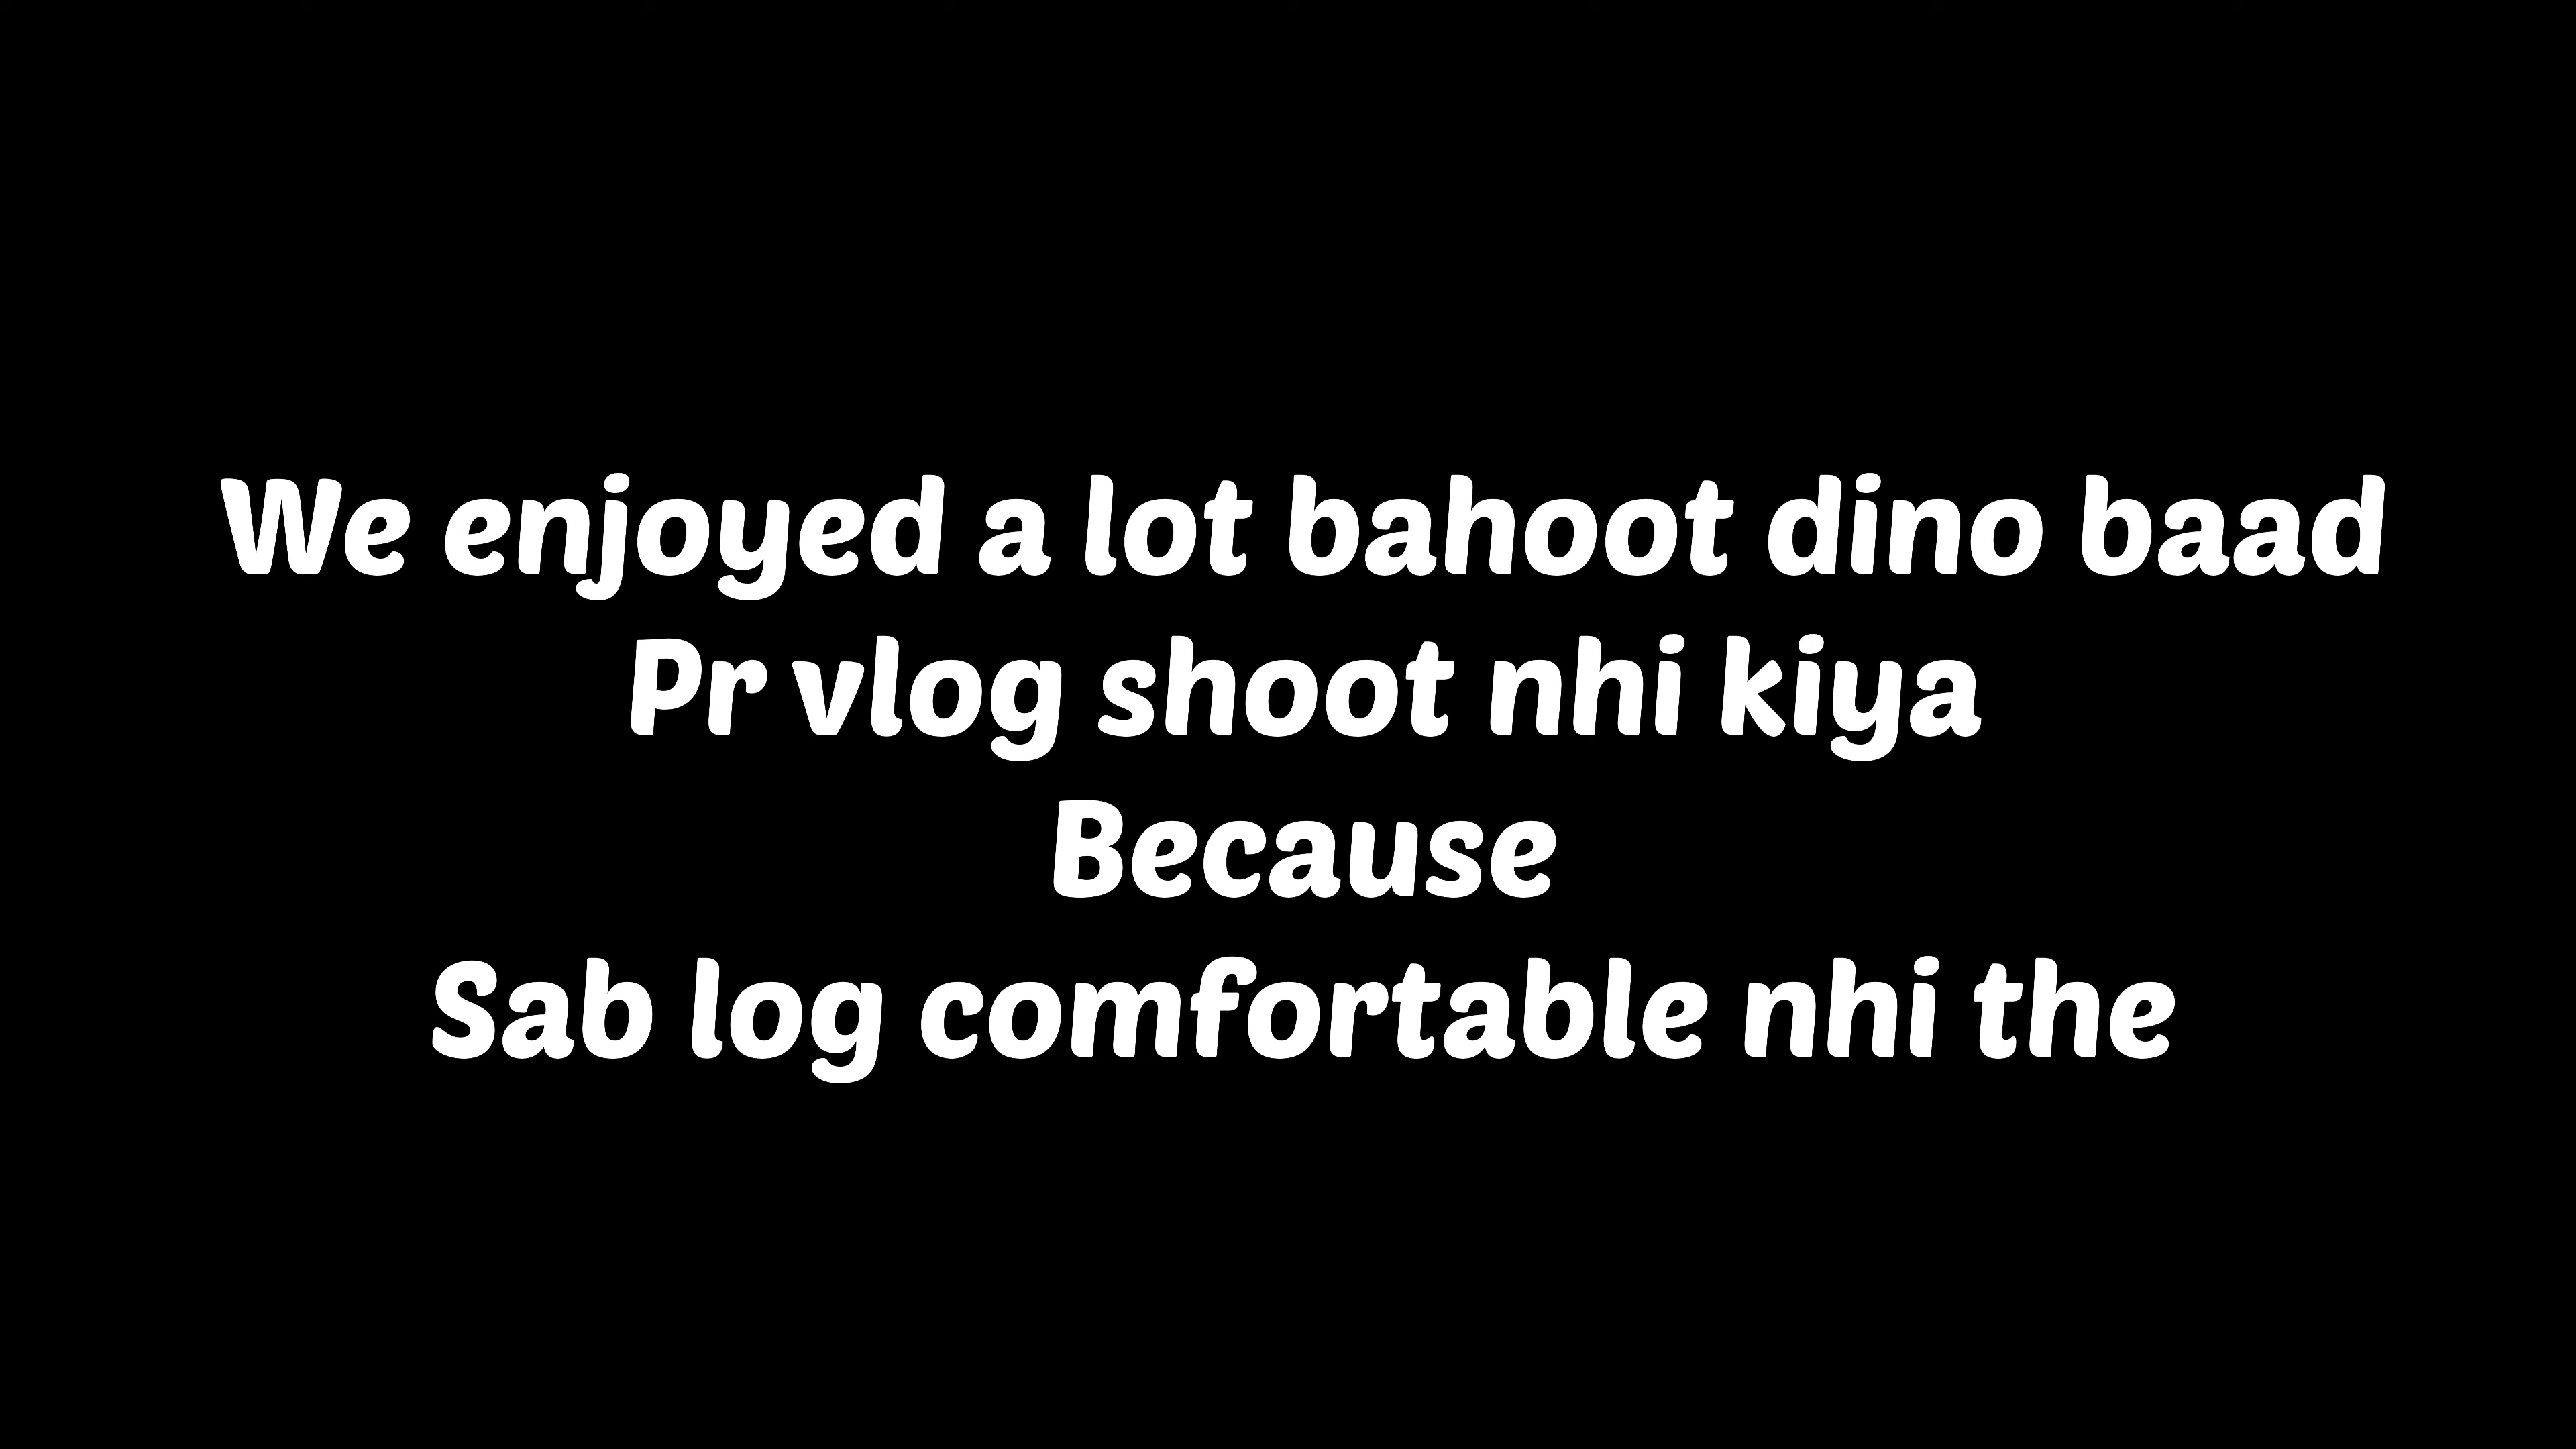 We enjoyed a lot bahoot dino baad
Pr vlog shoot nhi kiya
Because
Sab log comfortable nhi the